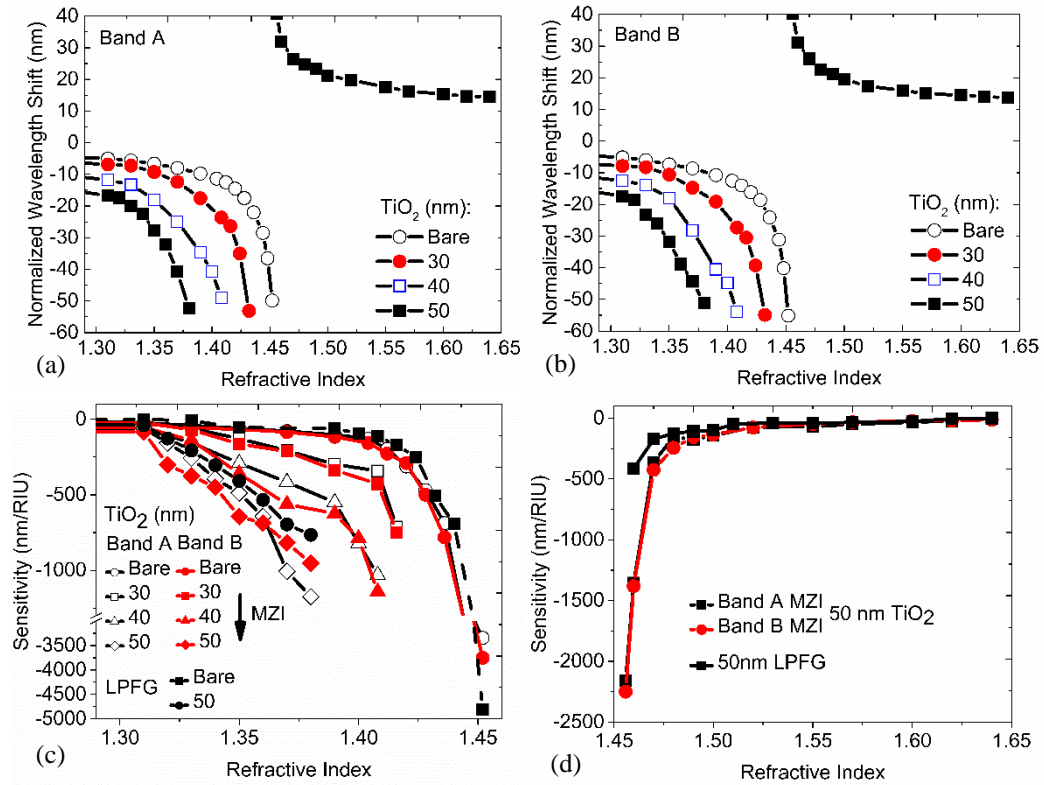 Band A
Normalized Wavelength Shift (nm)
40
30
20
10
0
-10
-20
-30
-40
-50
-60
TiO2 (nm):
Bare
30
40
50
1.30 1.35 1.40 1.45 1.50 1.55 1.60 1.65
Refractive Index
(a)
Band B
Normalized Wavelength Shift (nm)
40
30
20
10
0
-10
-20
-30
-40
-50
-60
TiO2 (nm):
Bare
30
40
50
1.30 1.35 1.40 1.45 1.50 1.55 1.60 1.65
Refractive Index
(b)
Sensitivity (nm/RIU)
0
-500
-1000
-3500
-4000
-4500
-5000
TiO2 (nm)
Band A Band B
Bare Bare
30 30
40 40
50 50
MZI
LPFG
Bare
50
1.30 1.35 1.40 1.45
Refractive Index
(c)
Sensitivity (nm/RIU)
0
-500
-1000
-1500
-2000
-2500
Band A MZI
Band B MZI
50 nm TiO2
50nm LPFG
1.45 1.50 1.55 1.60 1.65
Refractive Index
(d)